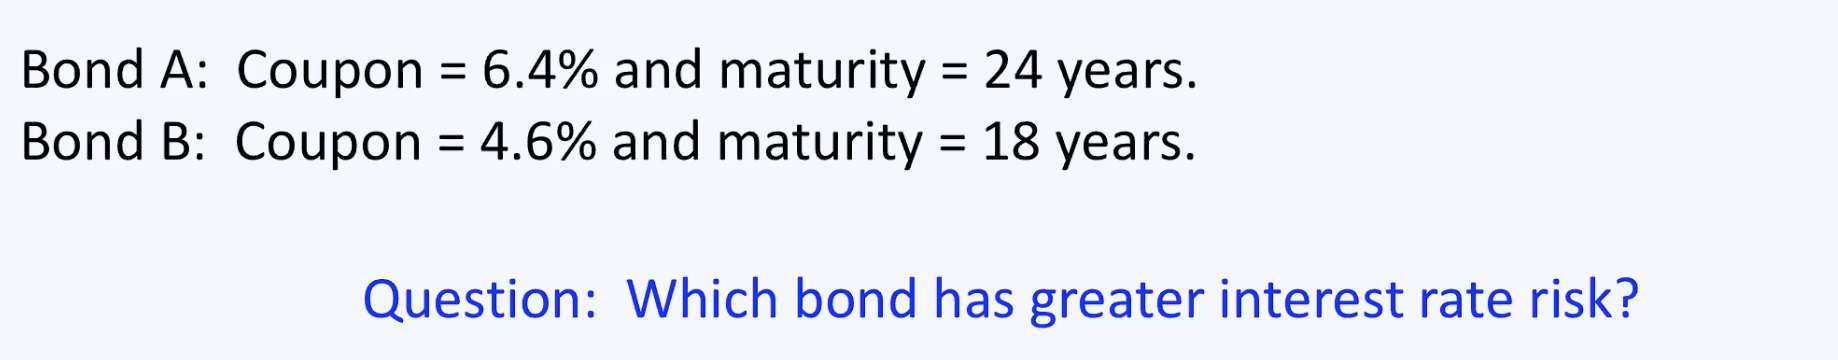 Bond A:  Coupon = 6.4% and maturity = 24 years.
Bond B:  Coupon = 4.6% and maturity = 18 years.
Question:  Which bond has greater interest rate risk?